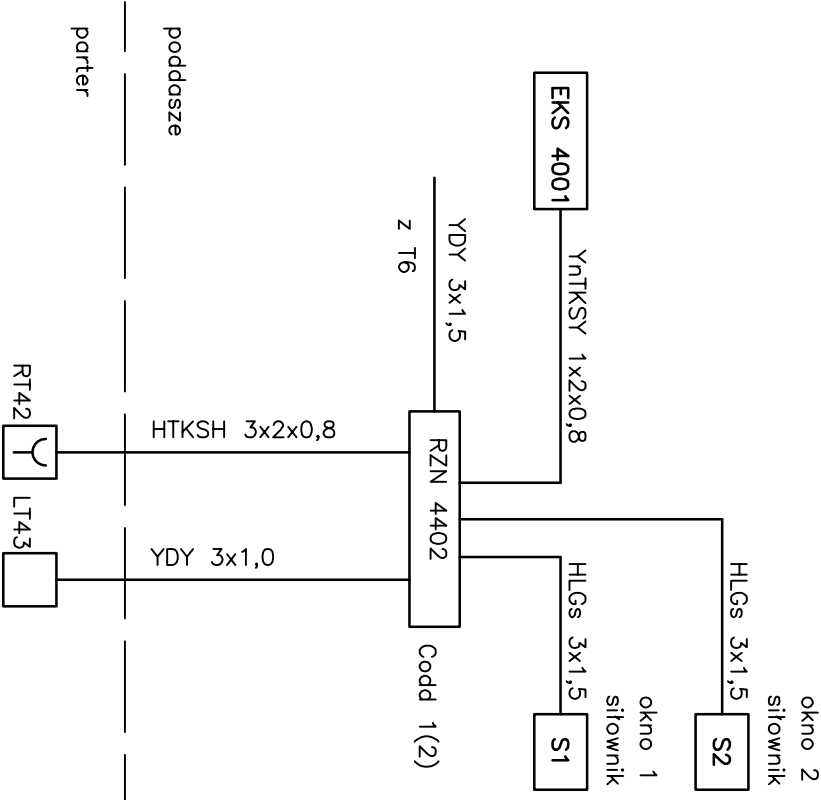 parter
poddasze
EKS 4001
YnTKSY 1x2x0,8
YDY 3x1,5
z T6
RT42
HTKSH 3x2x0,8
LT43
YDY 3x1,0
RZN 4402
Codd 1(2)
HLGs 3x1,5
HLGs 3x1,5
S1
siłownik
okno 1
S2
siłownik
okno 2